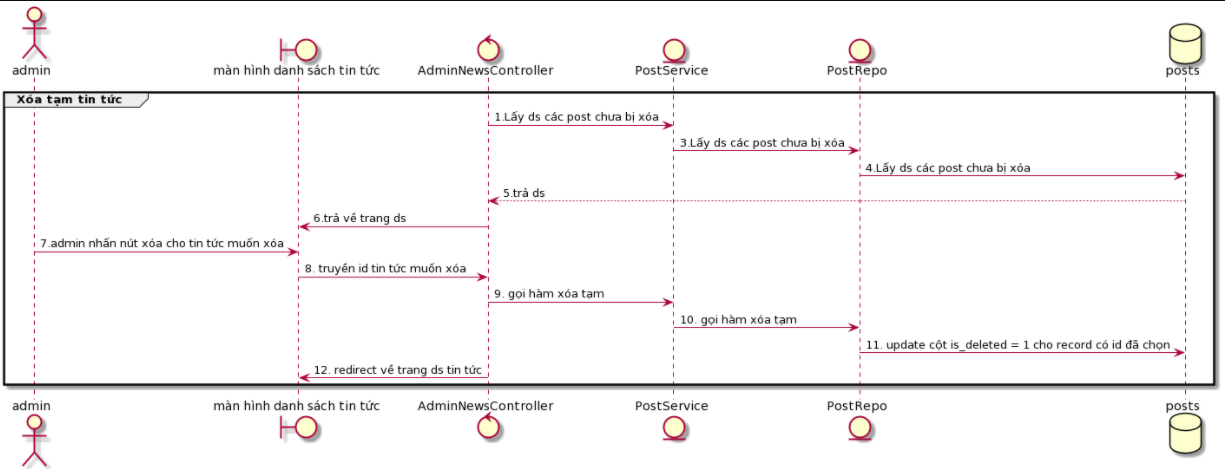 admin
màn hình danh sách tin tức
AdminNewsController
PostService
PostRepo
posts
Xóa tạm tin tức
1.Lấy ds các post chưa bị xóa
3.Lấy ds các post chưa bị xóa
4.Lấy ds các post chưa bị xóa
5.trả ds
6.trả về trang ds
7.admin nhấn nút xóa cho tin tức muốn xóa
8. truyền id tin tức muốn xóa
9. gọi hàm xóa tạm
10. gọi hàm xóa tạm
11. update cột is_deleted = 1 cho record có id đã chọn
12. redirect về trang ds tin tức
admin
màn hình danh sách tin tức
AdminNewsController
PostService
PostRepo
posts